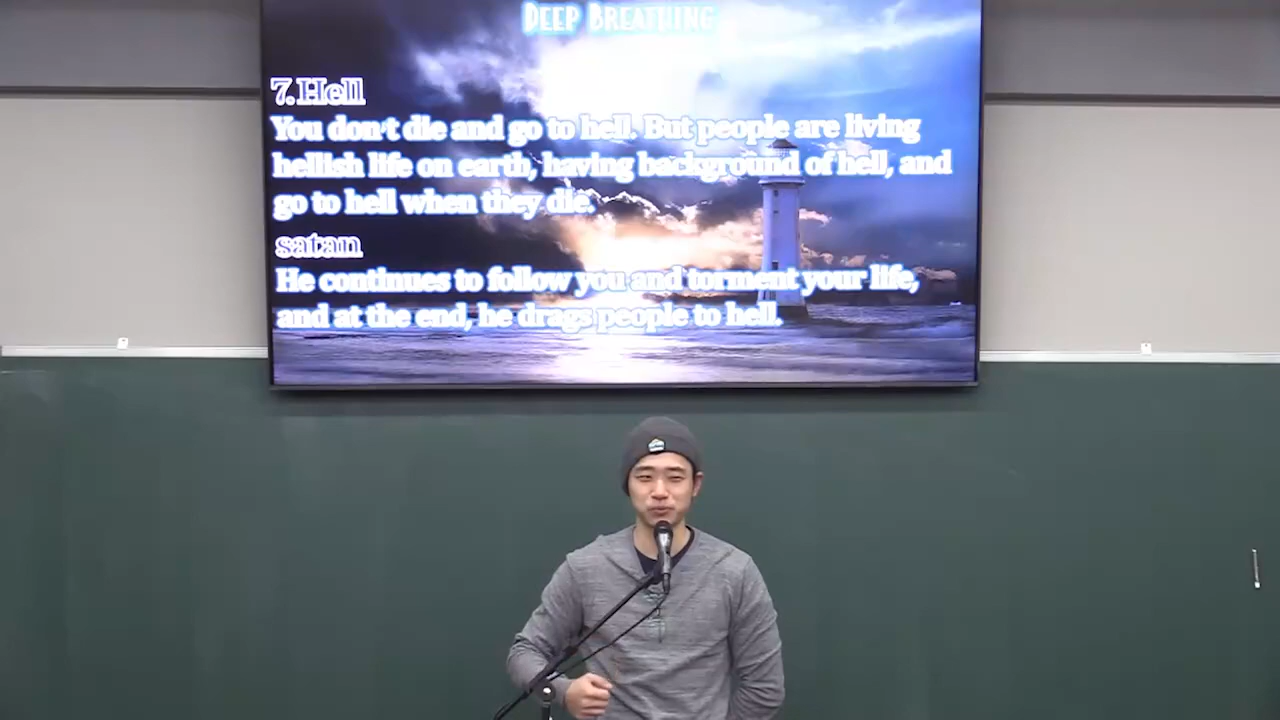 DEEP BREATHING
7. Hell
You don't die and go to hell. But people are living
hellish life on earth, having background of hell, and
go to hell when they die.
satan
He continues to follow you and torment your life,
and at the end, he drags people to hell.